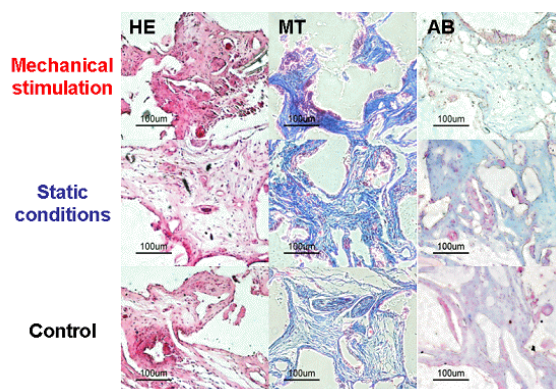 HE MT AB
Mechanical
stimulation
100um 100um 100um
Static
conditions
100um 100um 100um
Control
100um 100um 100um